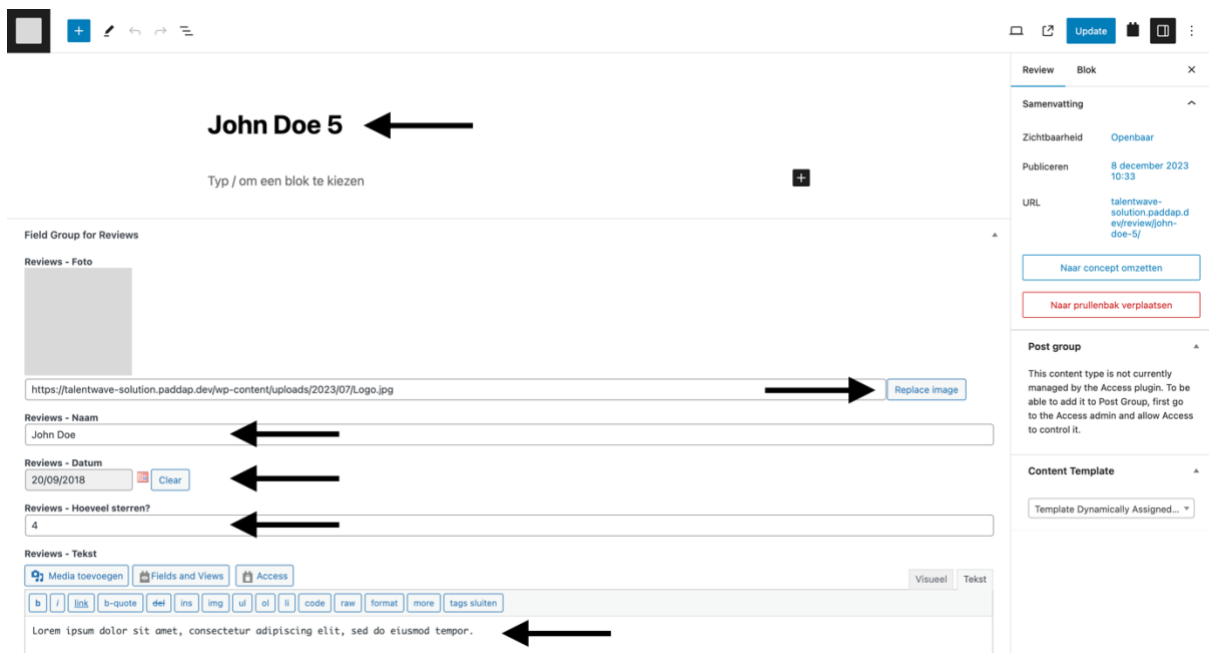 Update
Review Blok
Samenvatting
Zichtbaarheid Openbaar
Publiceren 8 december 2023
10:33
URL talentwave-
solution.paddap.d
ev/review/john-
doe-5/
Naar concept omzetten
Naar prullenbak verplaatsen
Post group
This content type is not currently
managed by the Access plugin. To be
able to add it to Post Group, first go
to the Access admin and allow Access
to control it.
Content Template
Template Dynamically Assigned...
John Doe 5
Typ / om een blok te kiezen
Field Group for Reviews
Reviews - Foto
https://talentwave-solution.paddap.dev/wp-content/uploads/2023/07/Logo.jpg Replace image
Reviews - Naam
John Doe
Reviews - Datum
20/09/2018 Clear
Reviews - Hoeveel sterren?
4
Reviews - Tekst
Media toevoegen Fields and Views Access
Visueel Tekst
b i link b-quote del ins img ul ol li code raw format more tags sluiten
Lorem ipsum dolor sit amet, consectetur adipiscing elit, sed do eiusmod tempor.